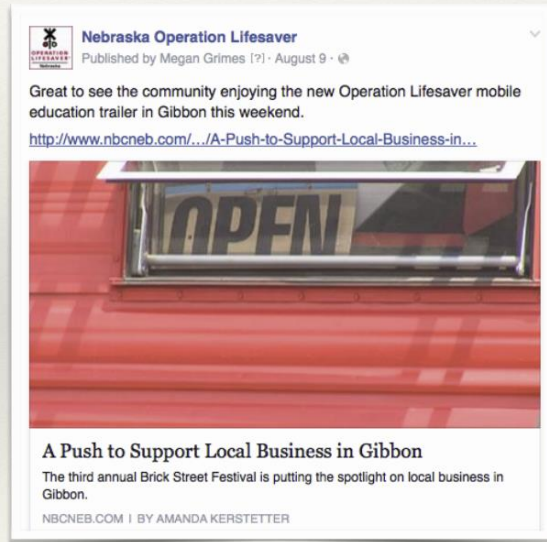 OPERATION
LIFESAVER
Nebraska
Nebraska Operation Lifesaver
Published by Megan Grimes [?] · August 9 ·
Great to see the community enjoying the new Operation Lifesaver mobile
education trailer in Gibbon this weekend.
http://www.nbcneb.com/.../A-Push-to-Support-Local-Business-in...
OPEN
A Push to Support Local Business in Gibbon
The third annual Brick Street Festival is putting the spotlight on local business in
Gibbon.
NBCNEB.COM | BY AMANDA KERSTETTER